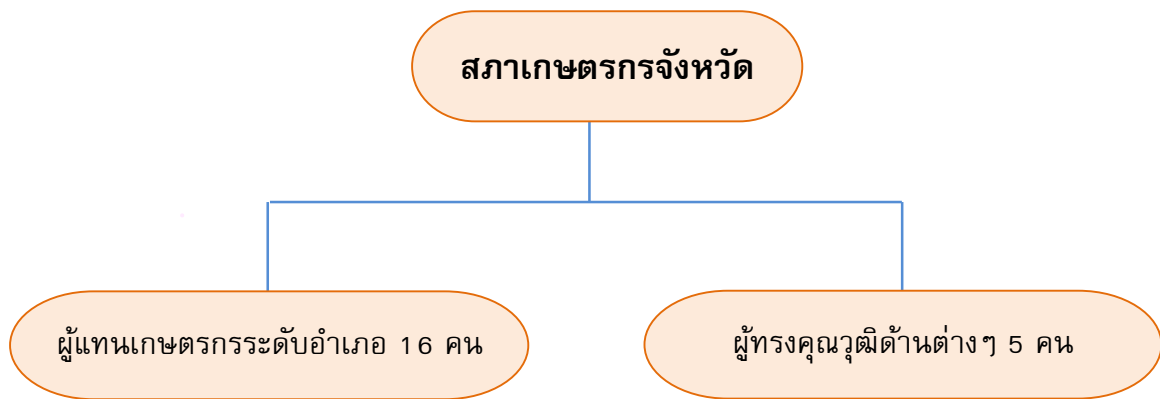 สภาเกษตรกรจังหวัด
ผู้แทนเกษตรกรระดับอำเภอ 16 คน
ผู้ทรงคุณวุฒิด้านต่างๆ 5 คน